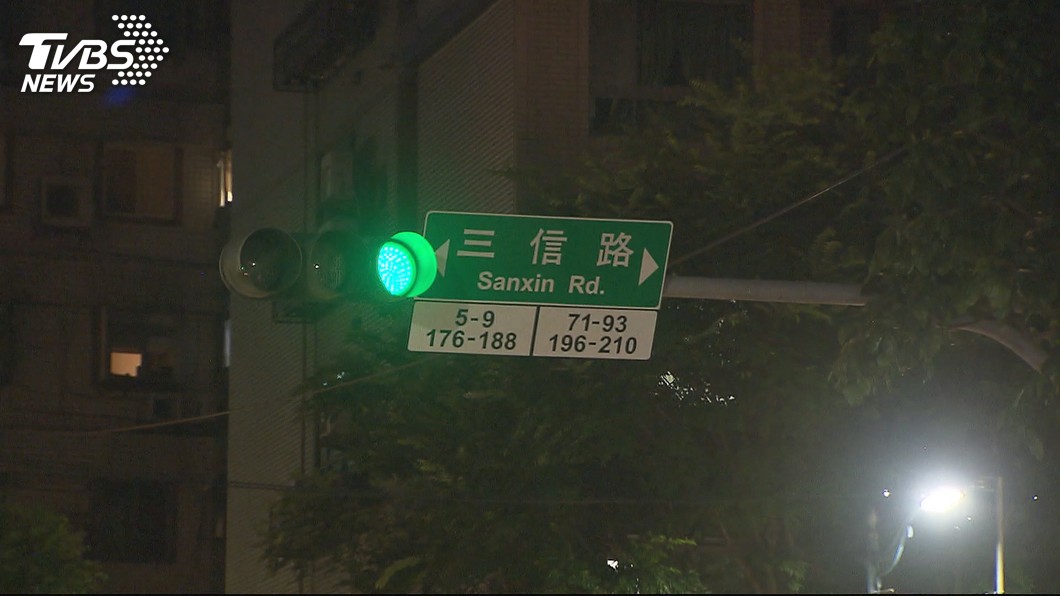 TVBS
NEWS
三信路
Sanxin Rd.
5-9
176-188
71-93
196-210